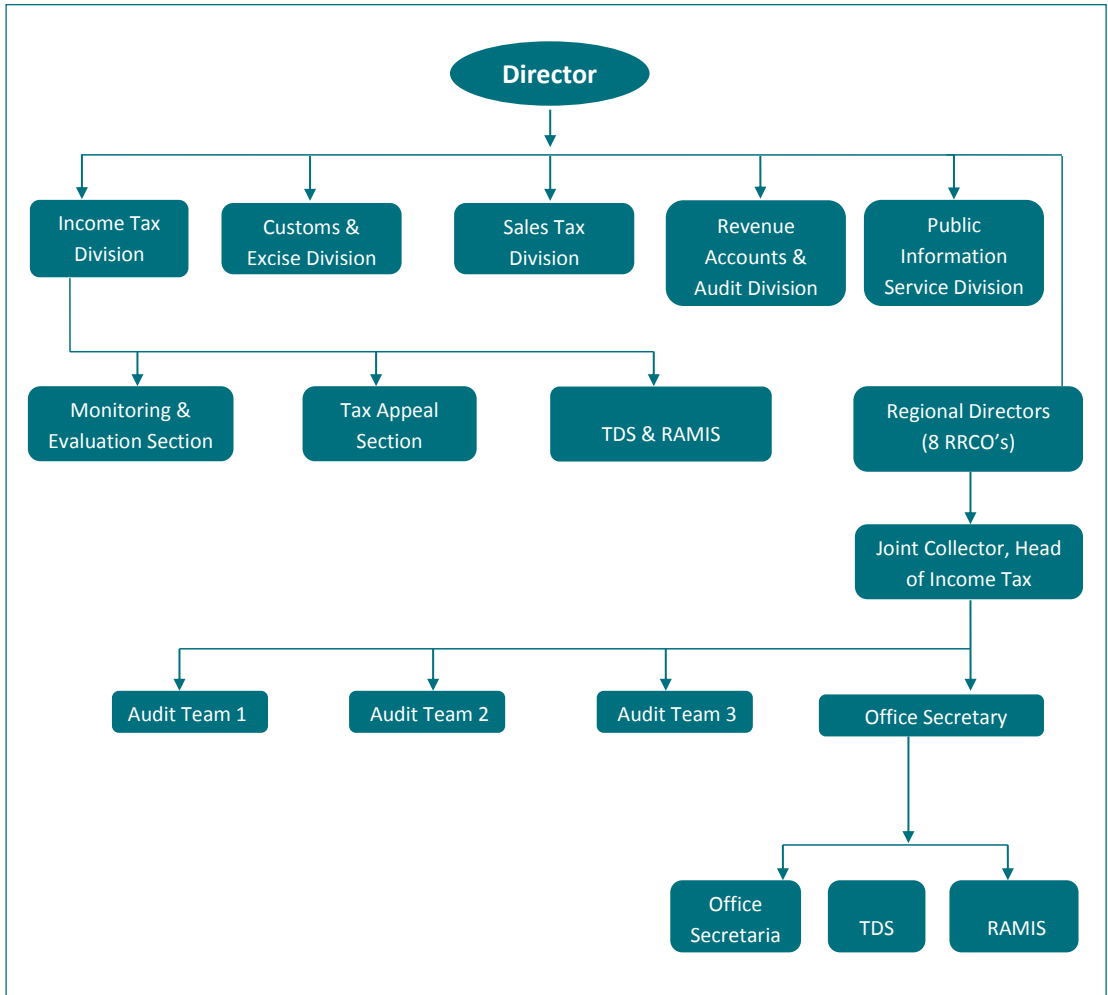 Director
Income Tax
Division
Customs &
Excise Division
Sales Tax
Division
Revenue
Accounts &
Audit Division
Public
Information
Service Division
Monitoring &
Evaluation Section
Tax Appeal
Section
TDS & RAMIS
Regional Directors
(8 RRCO’s)
Joint Collector, Head
of Income Tax
Audit Team 1
Audit Team 2
Audit Team 3
Office Secretary
Office
Secretaria
TDS
RAMIS